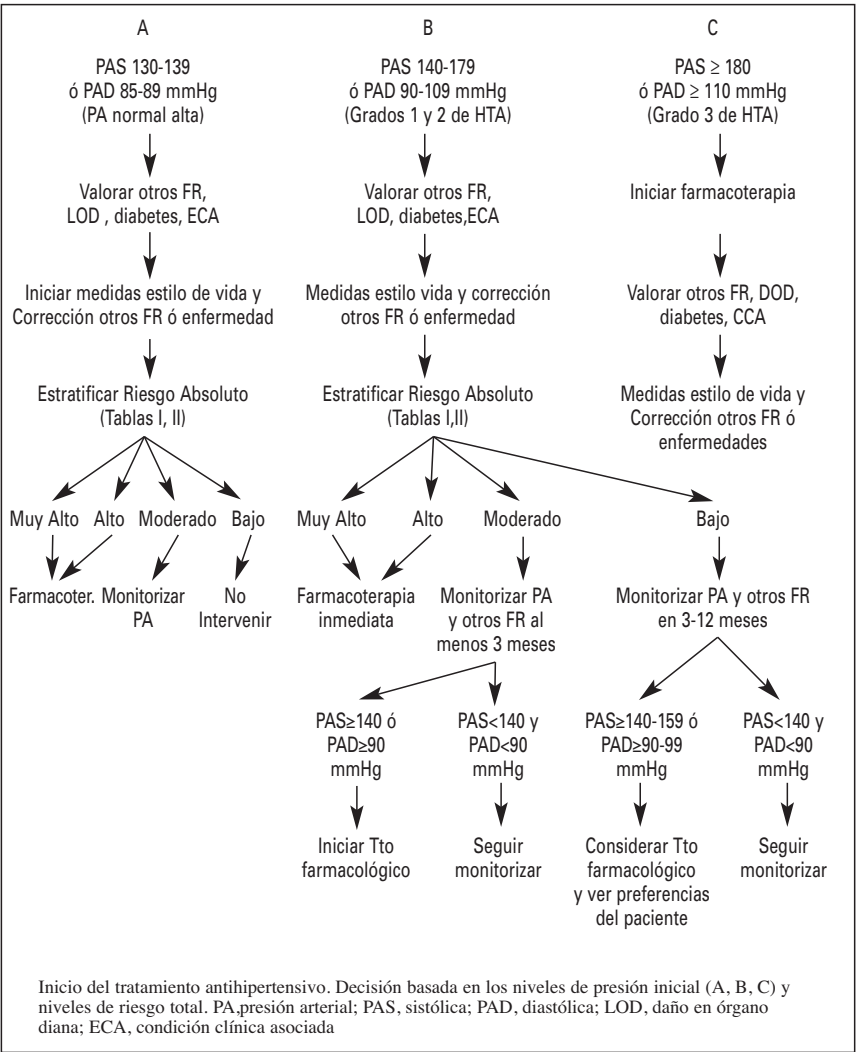 A
PAS 130-139
ó PAD 85-89 mmHg
(PA normal alta)
Valorar otros FR,
LOD , diabetes, ECA
Iniciar medidas estilo de vida y
Corrección otros FR ó enfermedad
Estratificar Riesgo Absoluto
(Tablas I, II)
Muy Alto Alto Moderado Bajo
Farmacoter. Monitorizar No
PA Intervenir
B
PAS 140-179
ó PAD 90-109 mmHg
(Grados 1 y 2 de HTA)
Valorar otros FR,
LOD, diabetes,ECA
Medidas estilo vida y corrección
otros FR ó enfermedad
Estratificar Riesgo Absoluto
(Tablas I,II)
Muy Alto Alto Moderado Bajo
Farmacoterapia
inmediata
Monitorizar PA
y otros FR al
menos 3 meses
PAS≥140 ó
PAD≥90
mmHg
Iniciar Tto
farmacológico
PAS<140 y
PAD<90
mmHg
Seguir
monitorizar
Monitorizar PA y otros FR
en 3-12 meses
PAS≥140-159 ó
PAD≥90-99
mmHg
Considerar Tto
farmacológico
y ver preferencias
del paciente
PAS<140 y
PAD<90
mmHg
Seguir
monitorizar
C
PAS ≥ 180
ó PAD ≥ 110 mmHg
(Grado 3 de HTA)
Iniciar farmacoterapia
Valorar otros FR, DOD,
diabetes, CCA
Medidas estilo de vida y
Corrección otros FR ó
enfermedades
Inicio del tratamiento antihipertensivo. Decisión basada en los niveles de presión inicial (A, B, C) y
niveles de riesgo total. PA,presión arterial; PAS, sistólica; PAD, diastólica; LOD, daño en órgano
diana; ECA, condición clínica asociada